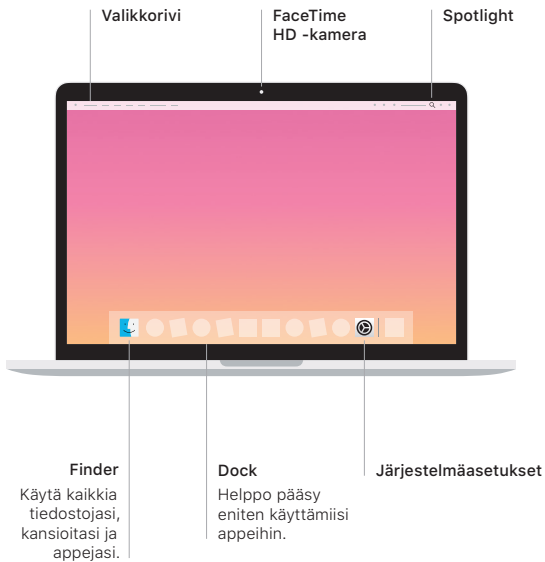 Valikkorivi
FaceTime
HD -kamera
Spotlight
Finder
Käytä kaikkia
tiedostojasi,
kansioitasi ja
appejasi.
Dock
Helppo pääsy
eniten käyttämiisi
appeihin.
Järjestelmäasetukset